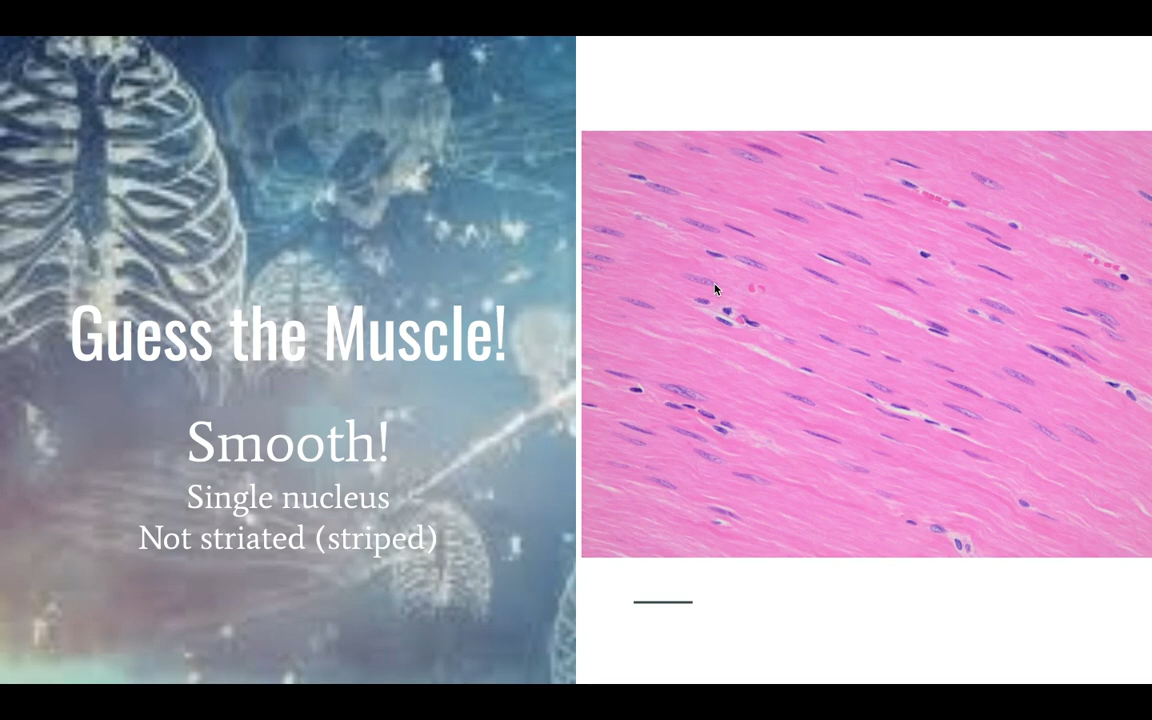 Guess the Muscle!
Smooth!
Single nucleus
Not striated (striped)